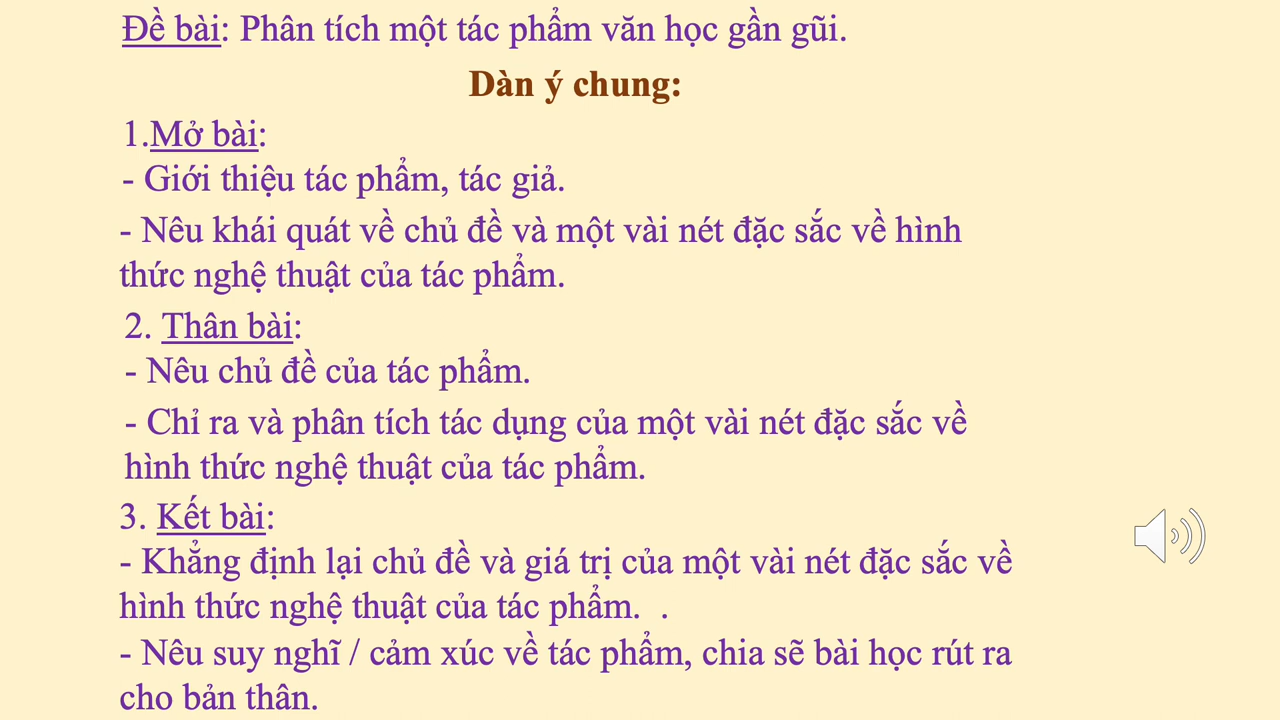 Đề bài: Phân tích một tác phẩm văn học gần gũi.
Dàn ý chung:
1.Mở bài:
- Giới thiệu tác phẩm, tác giả.
- Nêu khái quát về chủ đề và một vài nét đặc sắc về hình
thức nghệ thuật của tác phẩm.
2. Thân bài:
- Nêu chủ đề của tác phẩm.
- Chỉ ra và phân tích tác dụng của một vài nét đặc sắc về
hình thức nghệ thuật của tác phẩm.
3. Kết bài:
- Khẳng định lại chủ đề và giá trị của một vài nét đặc sắc về
hình thức nghệ thuật của tác phẩm.  .
- Nêu suy nghĩ / cảm xúc về tác phẩm, chia sẽ bài học rút ra
cho bản thân.